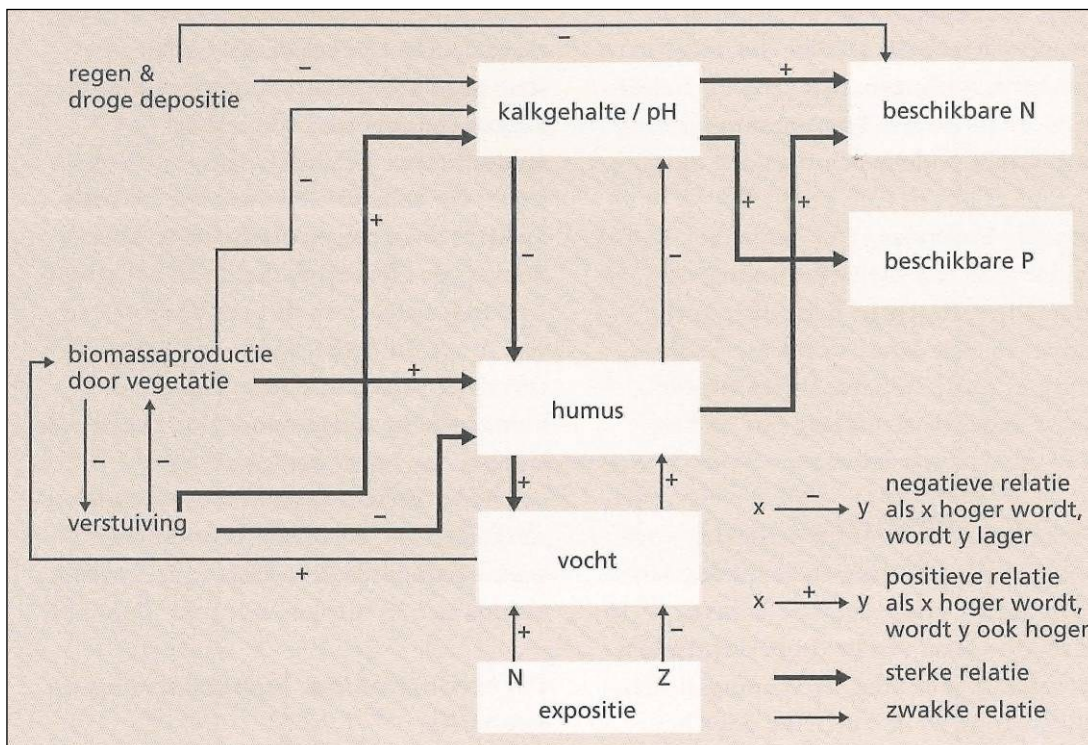 regen &
droge depositie
kalkgehalte / pH
beschikbare N
beschikbare P
biomassaproductie
door vegetatie
humus
verstuiving
vocht
N Z
expositie
−
−
+
−
+
+
+
−
−
+
−
−
−
+
+
+
+
−
x − y
negatieve relatie
als x hoger wordt,
wordt y lager
x + y
positieve relatie
als x hoger wordt,
wordt y ook hoger
sterke relatie
zwakke relatie